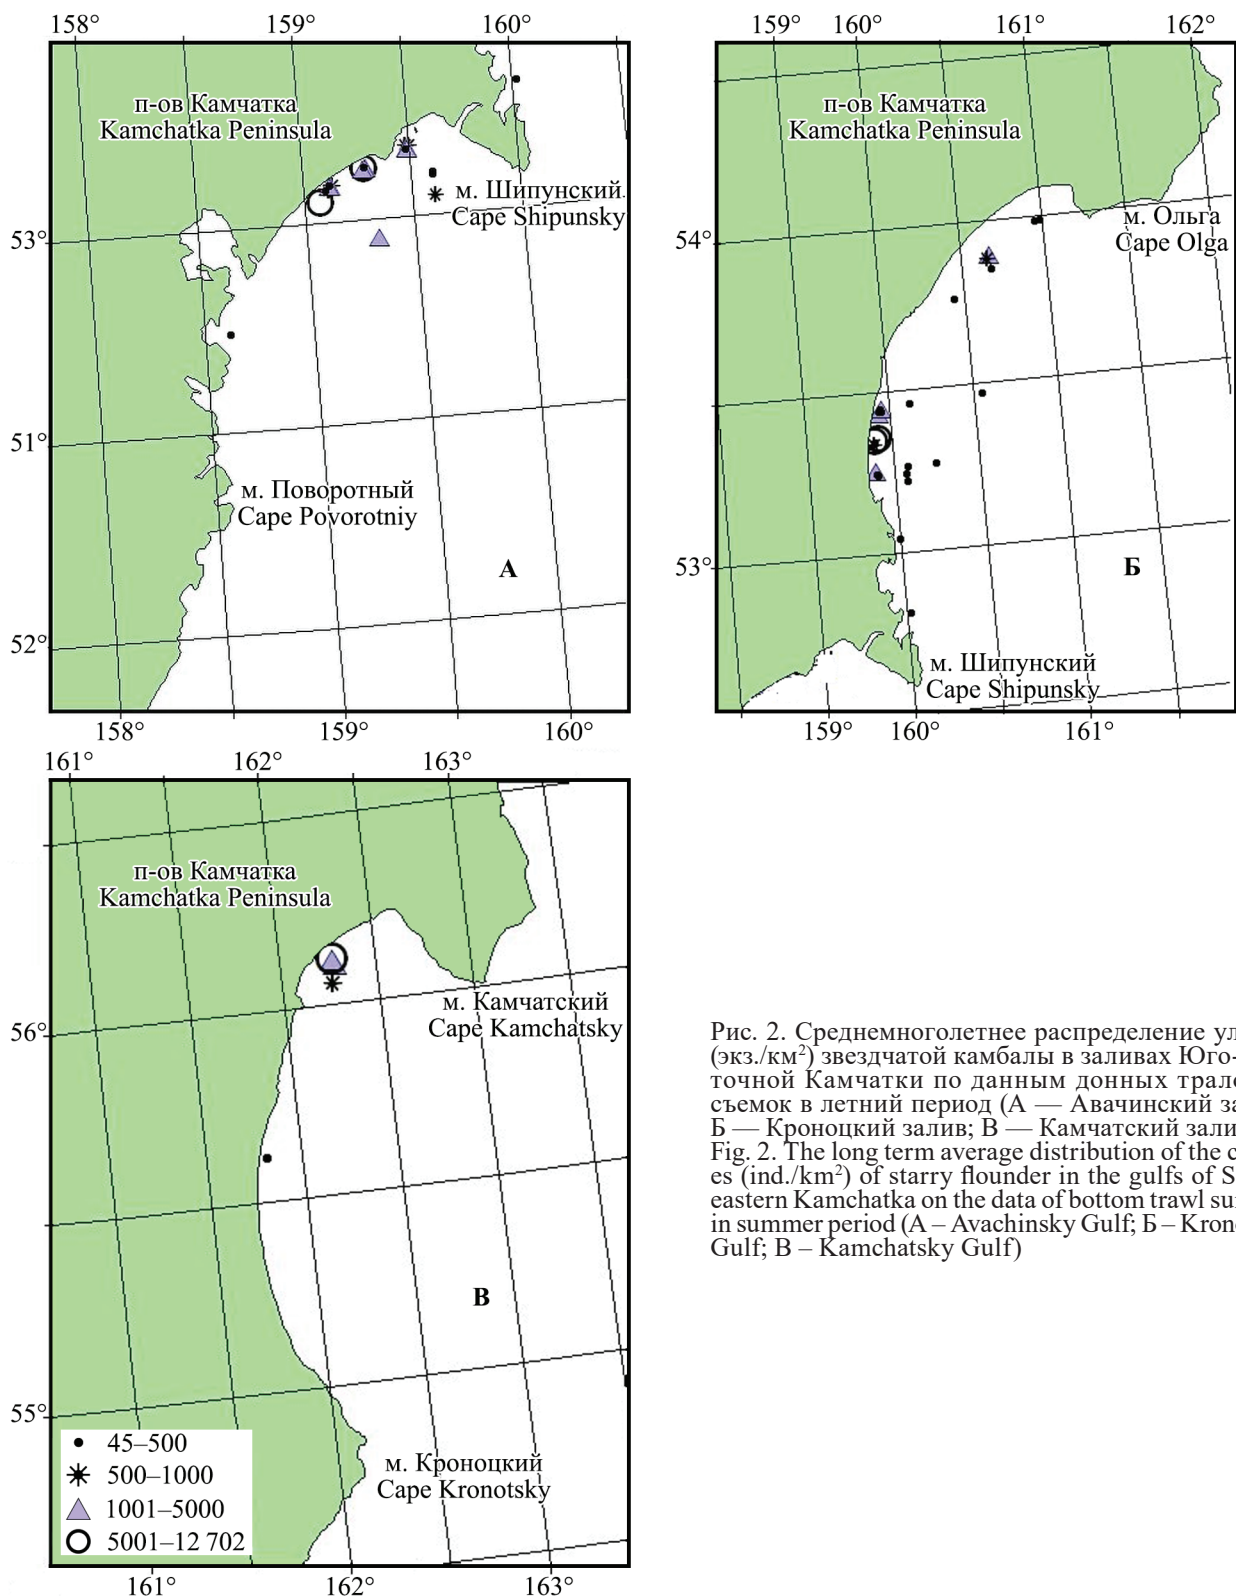 158° 159° 160°
п-ов Камчатка
Kamchatka Peninsula
м. Шипунский
Cape Shipunsky
53°
51°
м. Поворотный
Cape Povorotniy
А
52°
158° 159° 160°
159° 160° 161° 162°
п-ов Камчатка
Kamchatka Peninsula
м. Ольга
Cape Olga
54°
53°
Б
м. Шипунский
Cape Shipunsky
159° 160° 161°
161° 162° 163°
п-ов Камчатка
Kamchatka Peninsula
м. Камчатский
Cape Kamchatsky
56°
В
55°
45–500
500–1000
1001–5000
5001–12 702
м. Кроноцкий
Cape Kronotsky
161° 162° 163°
Рис. 2. Среднемноголетнее распределение
(экз./км²) звездчатой камбалы в заливах Юго-
точной Камчатки по данным донных
съемок в летний период (А — Авачинский
Б — Кроноцкий залив; В — Камчатский
Fig. 2. The long term average distribution of the
es (ind./km²) of starry flounder in the gulfs of
eastern Kamchatka on the data of bottom trawl
in summer period (А – Avachinsky Gulf; Б –
Gulf; В – Kamchatsky Gulf)